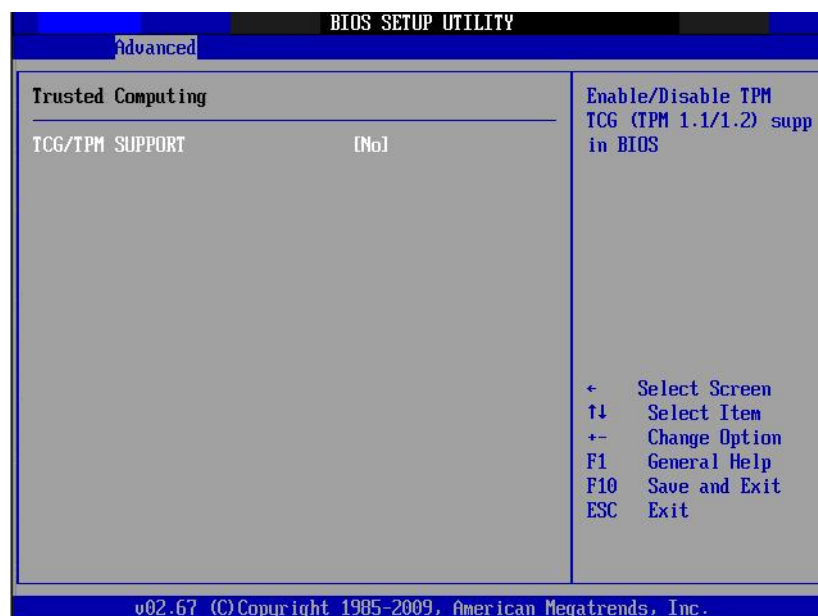 BIOS SETUP UTILITY
Advanced
Trusted Computing
TCG/TPM SUPPORT [No]
Enable/Disable TPM
TCG (TPM 1.1/1.2) supp
in BIOS
← Select Screen
↑↓ Select Item
+- Change Option
F1 General Help
F10 Save and Exit
ESC Exit
v02.67 (C)Copyright 1985-2009, American Megatrends, Inc.